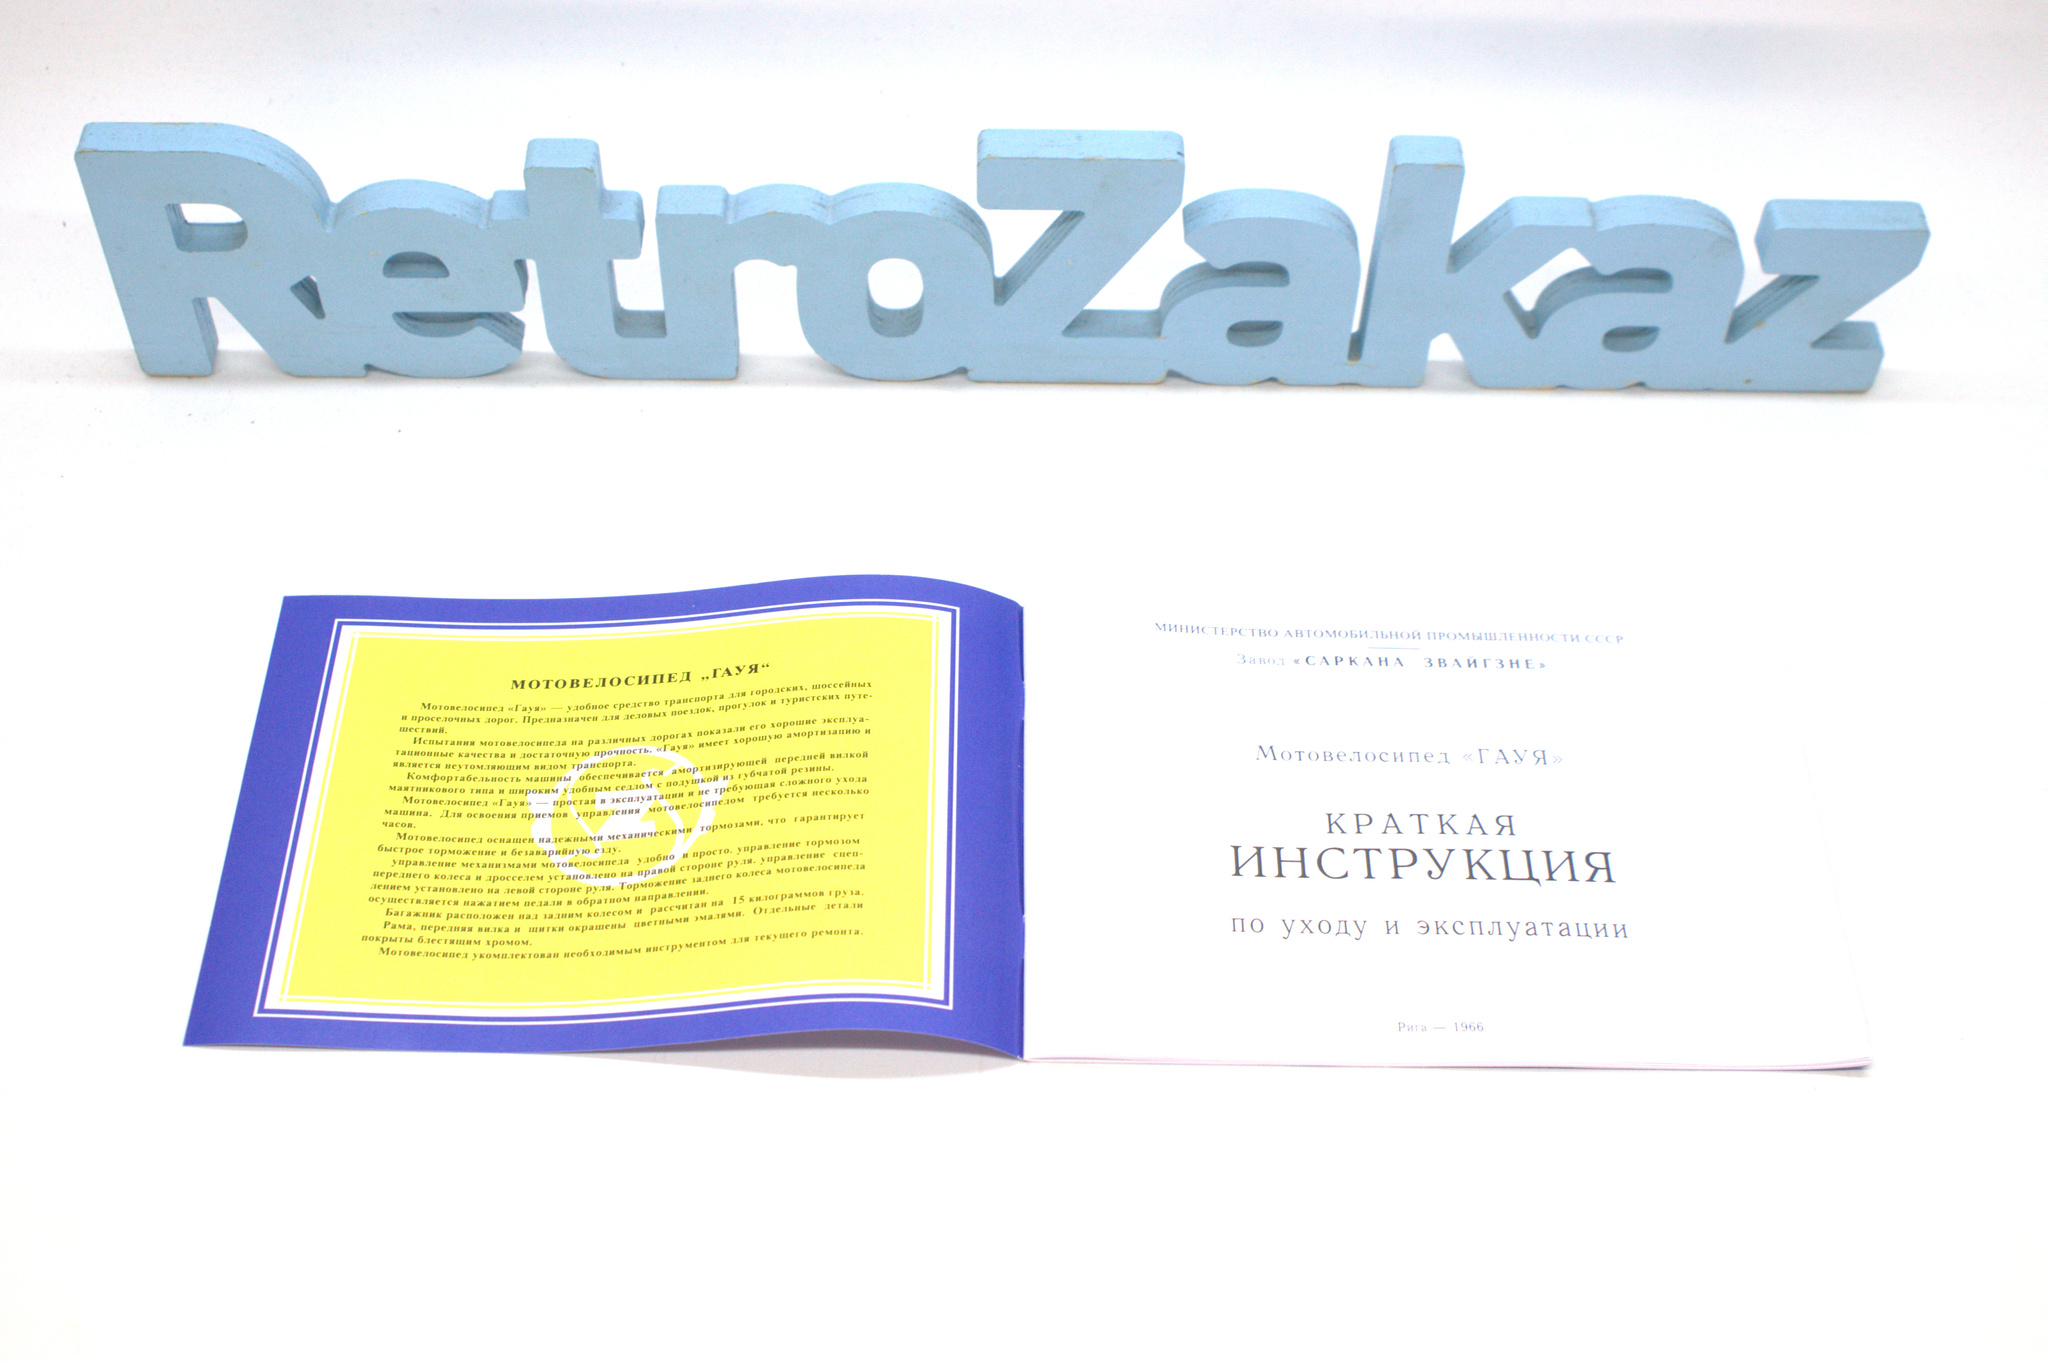 RetroZakaz
МОТОВЕЛОСИПЕД „ГАУЯ“
Мотовелосипед «Гауя» — удобное средство транспорта для городских, шоссейных
и проселочных дорог. Предназначен для деловых поездок, прогулок и туристских путе-
шествий.
Испытания мотовелосипеда на различных дорогах показали его хорошие эксплуа-
тационные качества и достаточную прочность. «Гауя» имеет хорошую амортизацию и
является неутомляющим видом транспорта.
Комфортабельность машины обеспечивается амортизирующей передней вилкой
маятникового типа и широким удобным седлом с подушкой из губчатой резины.
Мотовелосипед «Гауя» — простая в эксплуатации и не требующая сложного ухода
машина. Для освоения приемов управления мотовелосипедом требуется несколько
часов.
Мотовелосипед оснащен надежными механическими тормозами, что гарантирует
быстрое торможение и безаварийную езду.
управление механизмами мотовелосипеда удобно и просто. управление тормозом
переднего колеса и дросселем установлено на правой стороне руля. управление сцеп-
лением установлено на левой стороне руля. Торможение заднего колеса мотовелосипеда
осуществляется нажатием педали в обратном направлении.
Багажник расположен над задним колесом и рассчитан на 15 килограммов груза.
Рама, передняя вилка и щитки окрашены цветными эмалями. Отдельные детали
покрыты блестящим хромом.
Мотовелосипед укомплектован необходимым инструментом для текущего ремонта.
МИНИСТЕРСТВО АВТОМОБИЛЬНОЙ ПРОМЫШЛЕННОСТИ СССР
Завод «САРКАНА ЗВАЙГЗНЕ»
Мотовелосипед «ГАУЯ»
КРАТКАЯ
ИНСТРУКЦИЯ
по уходу и эксплуатации
Рига — 1966